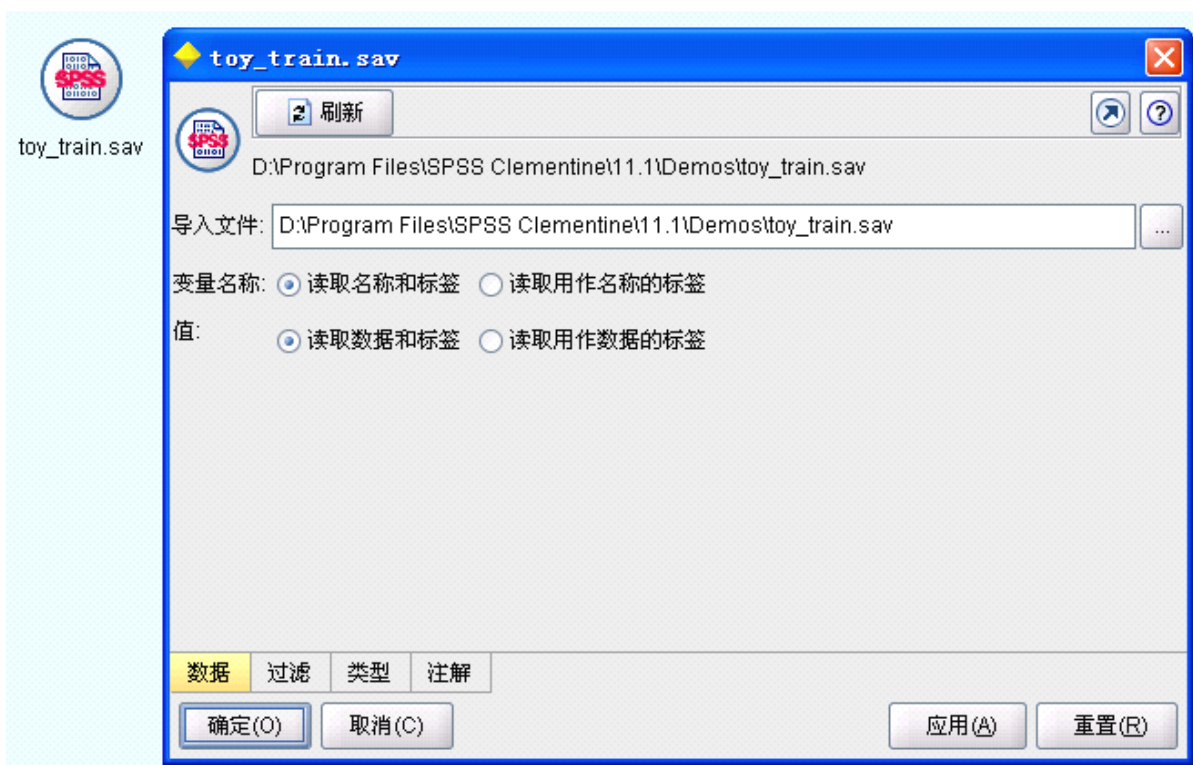 toy_train.sav
toy_train.sav
刷新
D:\Program Files\SPSS Clementine\11.1\Demos\toy_train.sav
导入文件: D:\Program Files\SPSS Clementine\11.1\Demos\toy_train.sav ...
变量名称: 读取名称和标签 读取用作名称的标签
值: 读取数据和标签 读取用作数据的标签
数据 过滤 类型 注解
确定(O) 取消(C) 应用(A) 重置(R)
SPSS
SPSS